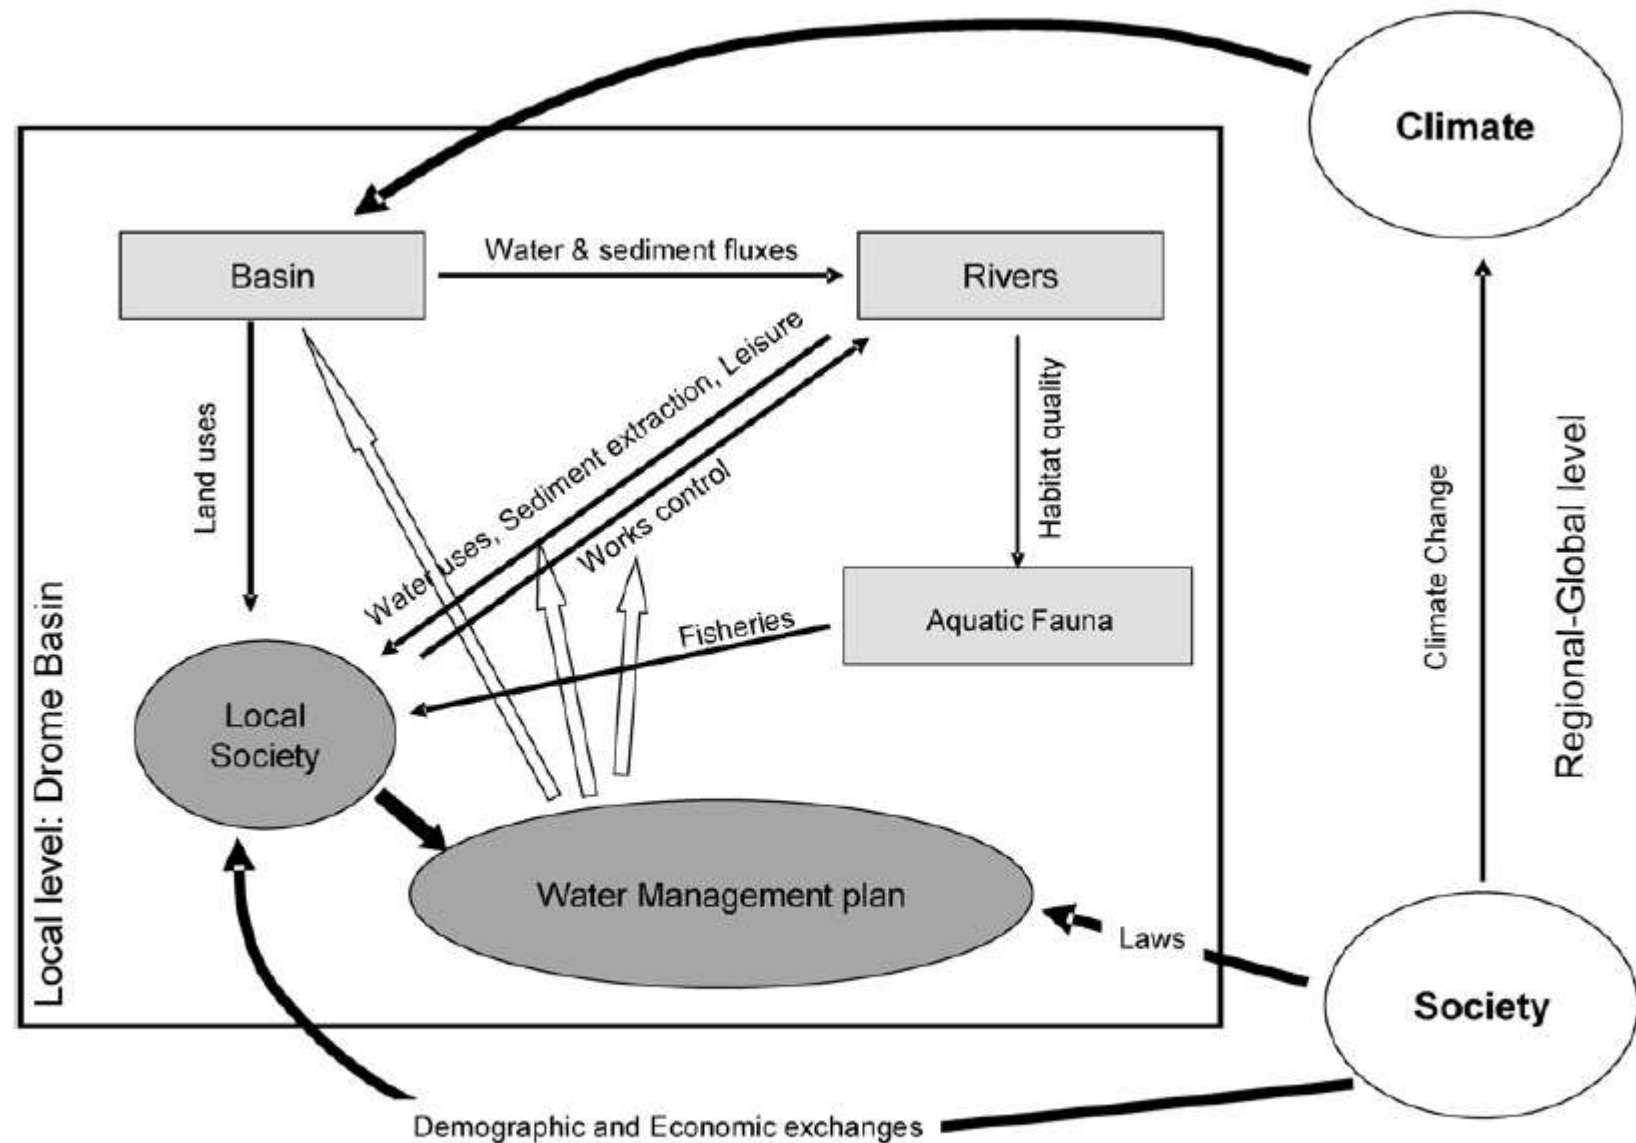 Climate
Basin
Water & sediment fluxes
Rivers
Land uses
Water uses, Sediment extraction, Leisure
Works control
Habitat quality
Aquatic Fauna
Fisheries
Local
Society
Water Management plan
Laws
Society
Demographic and Economic exchanges
Climate Change
Regional-Global level
Local level: Drome Basin